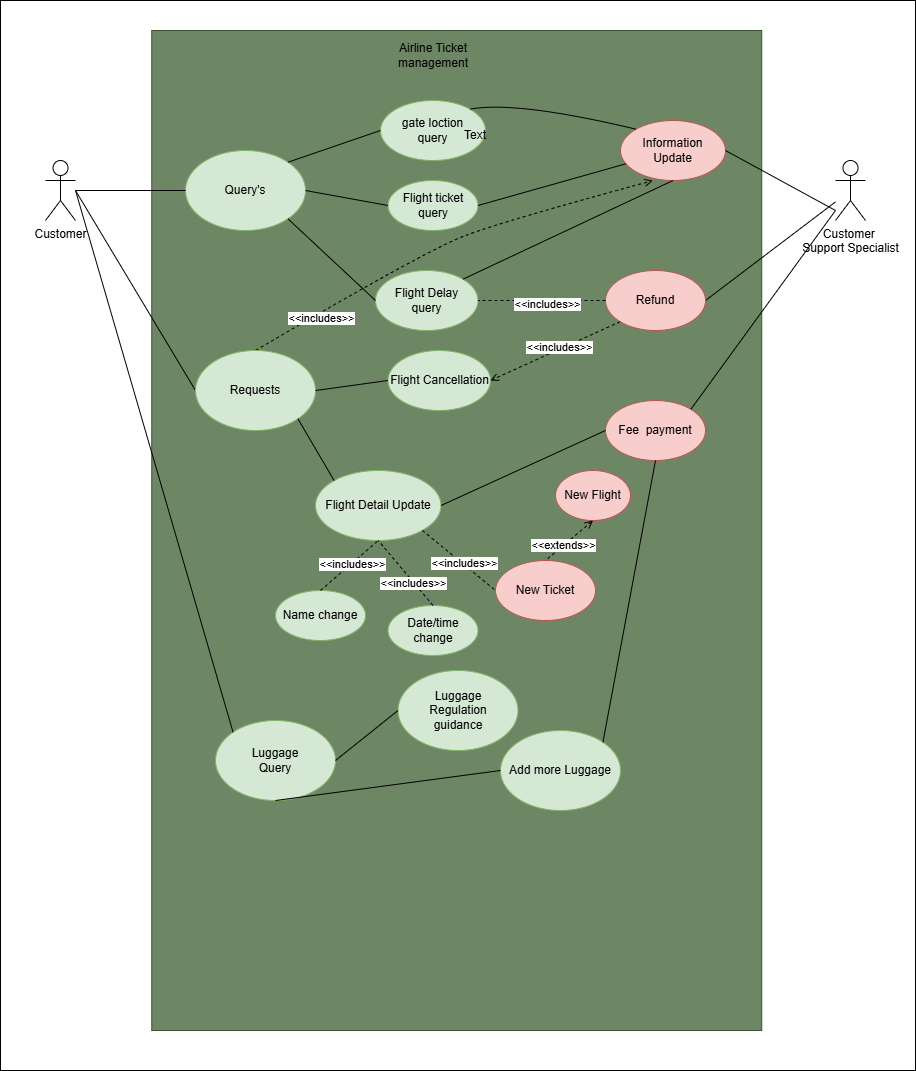 Airline Ticket
management
gate loction
query
Text
Information
Update
Query's
Flight ticket
query
Customer
Customer
Support Specialist
Flight Delay
query
<<includes>>
Refund
<<includes>>
<<includes>>
Requests
Flight Cancellation
Fee  payment
Flight Detail Update
New Flight
<<extends>>
<<includes>>
<<includes>>
<<includes>>
New Ticket
Name change
Date/time
change
Luggage
Regulation
guidance
Luggage
Query
Add more Luggage